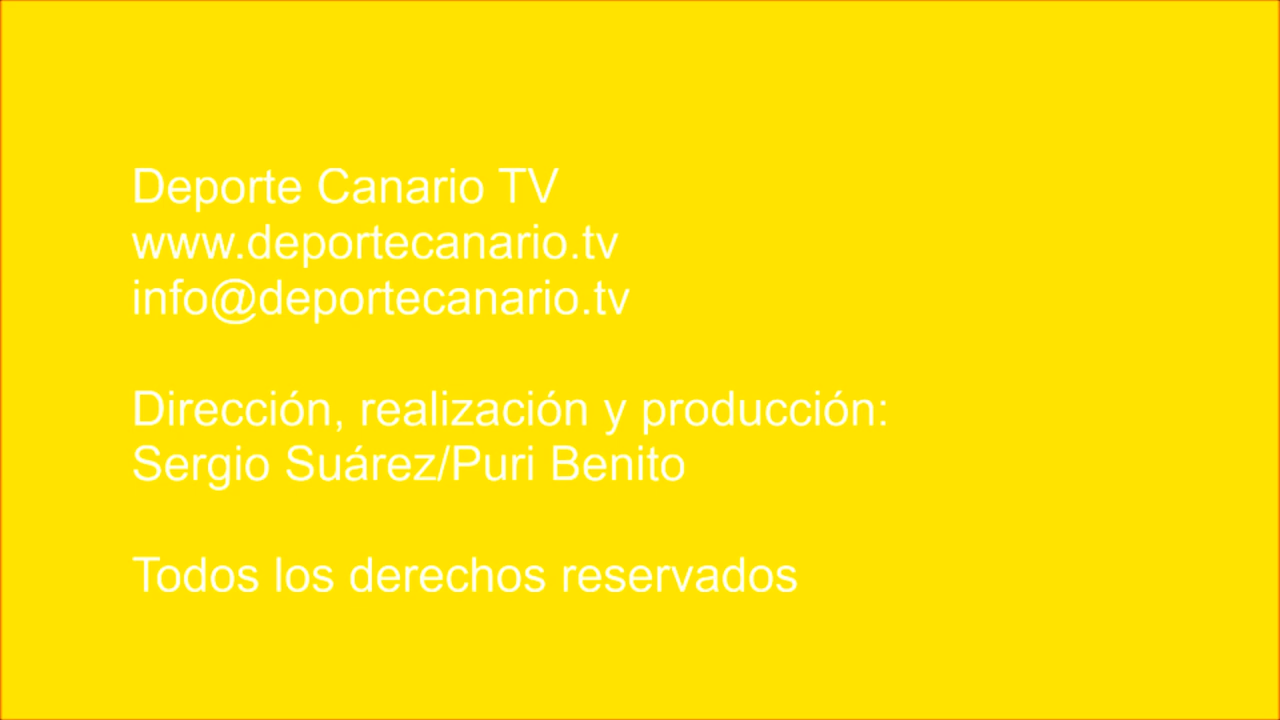 Deporte Canario TV
www.deportecanario.tv
info@deportecanario.tv
Dirección, realización y producción:
Sergio Suárez/Puri Benito
Todos los derechos reservados